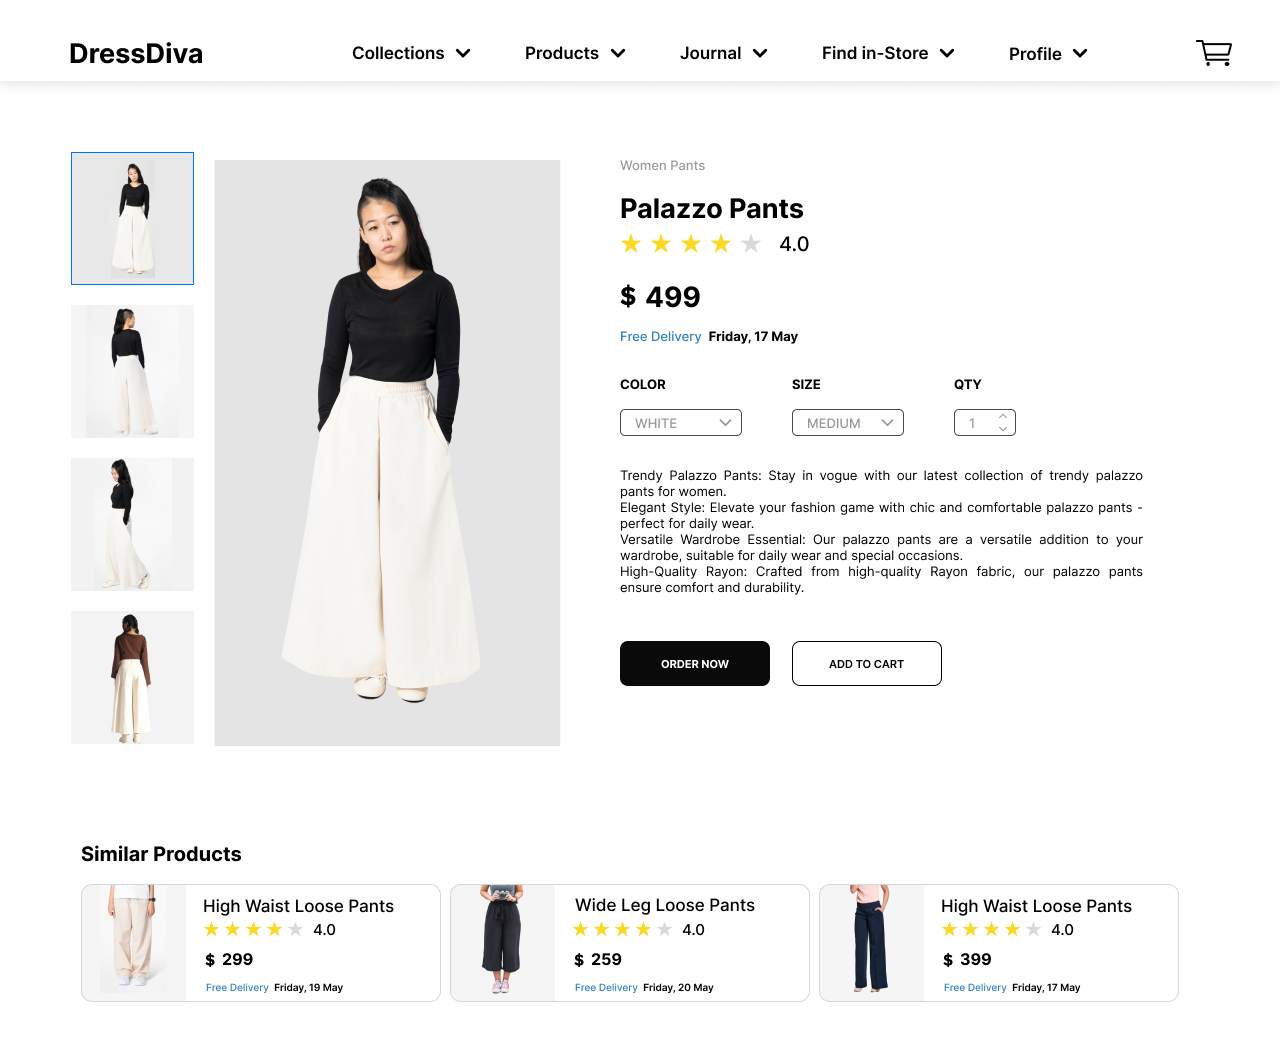 DressDiva
Collections
Products
Journal
Find in-Store
Profile
Women Pants
Palazzo Pants
4.0
$ 499
Free Delivery Friday, 17 May
COLOR
SIZE
QTY
WHITE
MEDIUM
1
Trendy Palazzo Pants: Stay in vogue with our latest collection of trendy palazzo
pants for women.
Elegant Style: Elevate your fashion game with chic and comfortable palazzo pants -
perfect for daily wear.
Versatile Wardrobe Essential: Our palazzo pants are a versatile addition to your
wardrobe, suitable for daily wear and special occasions.
High-Quality Rayon: Crafted from high-quality Rayon fabric, our palazzo pants
ensure comfort and durability.
ORDER NOW
ADD TO CART
Similar Products
High Waist Loose Pants
4.0
$ 299
Free Delivery Friday, 19 May
Wide Leg Loose Pants
4.0
$ 259
Free Delivery Friday, 20 May
High Waist Loose Pants
4.0
$ 399
Free Delivery Friday, 17 May